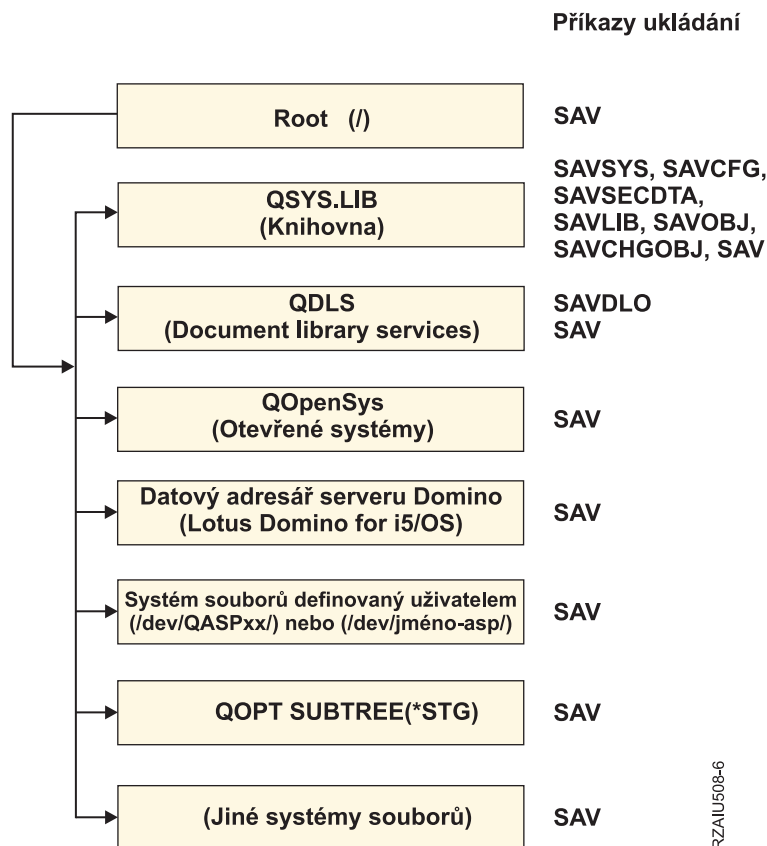 Příkazy ukládání
Root (/)
SAV
QSYS.LIB
(Knihovna)
SAVSYS, SAVCFG,
SAVSECDTA,
SAVLIB, SAVOBJ,
SAVCHGOBJ, SAV
QDLS
(Document library services)
SAVDLO
SAV
QOpenSys
(Otevřené systémy)
SAV
Datový adresář serveru Domino
(Lotus Domino for i5/OS)
SAV
Systém souborů definovaný uživatelem
(/dev/QASPxx/) nebo (/dev/jméno-asp/)
SAV
QOPT SUBTREE(*STG)
SAV
(Jiné systémy souborů)
SAV
RZAIU508-6